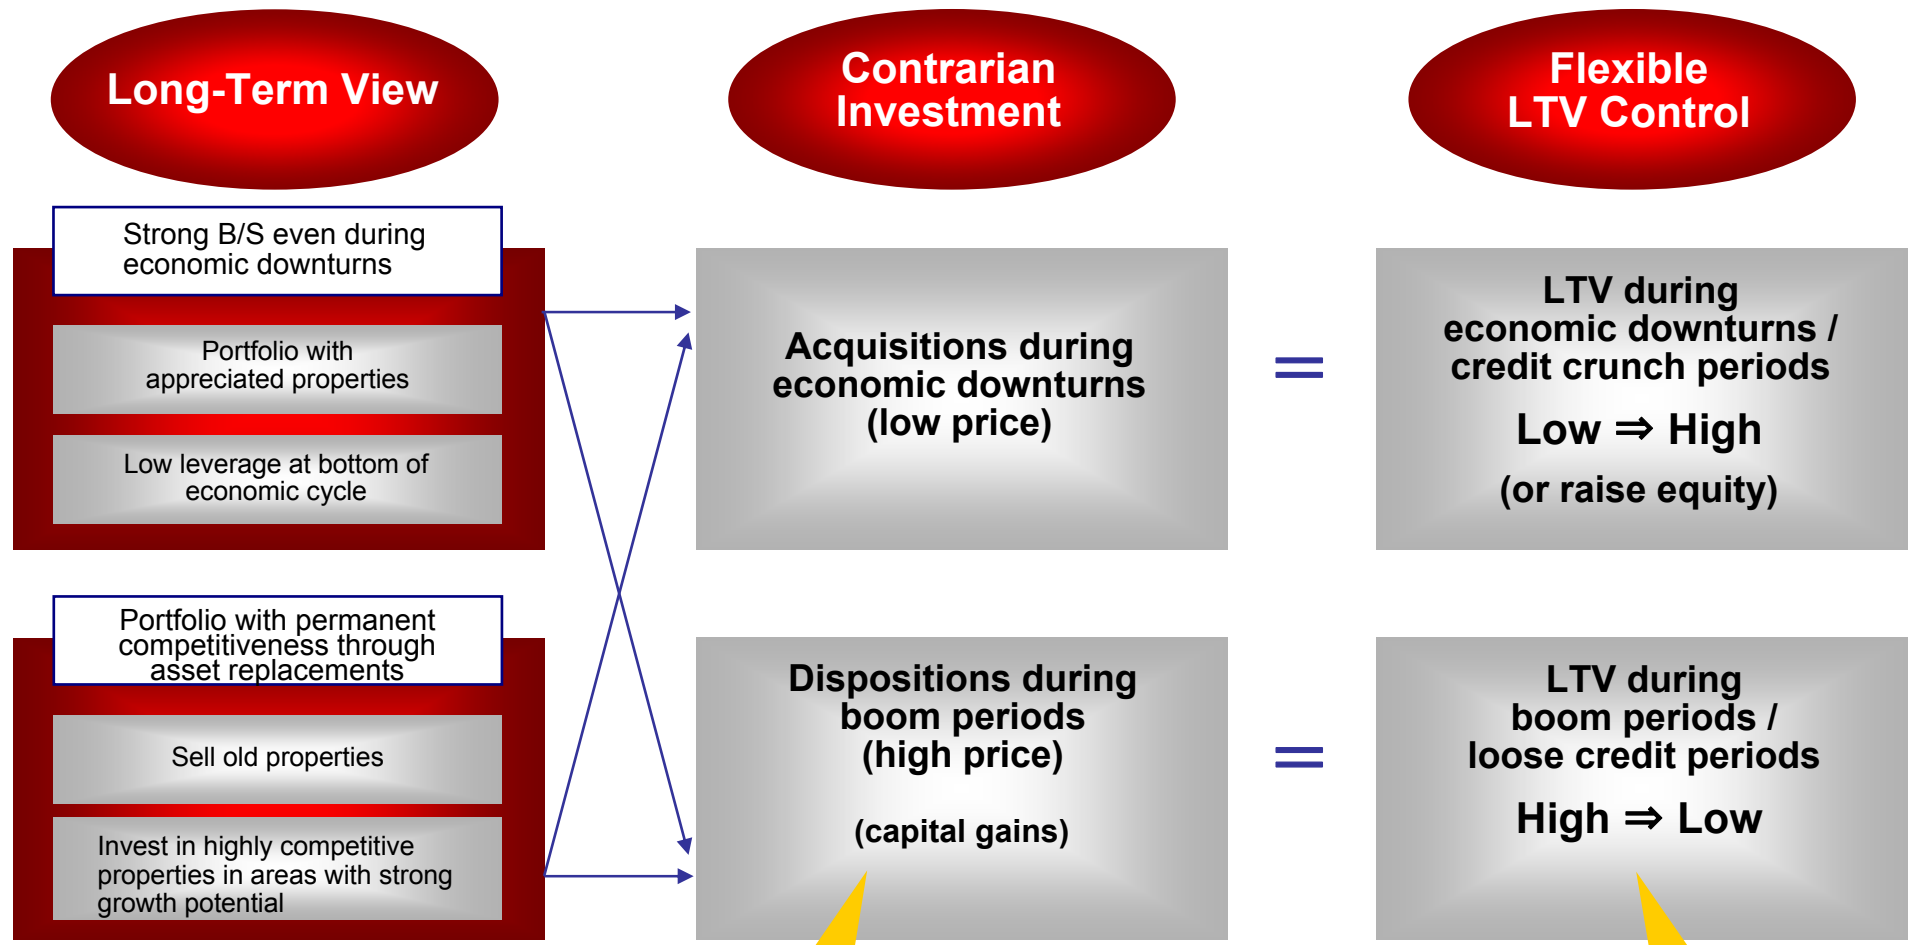 Long-Term View
Contrarian
Investment
Flexible
LTV Control
Strong B/S even during
economic downturns
Portfolio with
appreciated properties
Low leverage at bottom of
economic cycle
Acquisitions during
economic downturns
(low price)
=
LTV during
economic downturns /
credit crunch periods
Low ⇒ High
(or raise equity)
Portfolio with permanent
competitiveness through
asset replacements
Sell old properties
Invest in highly competitive
properties in areas with strong
growth potential
Dispositions during
boom periods
(high price)
(capital gains)
=
LTV during
boom periods /
loose credit periods
High ⇒ Low